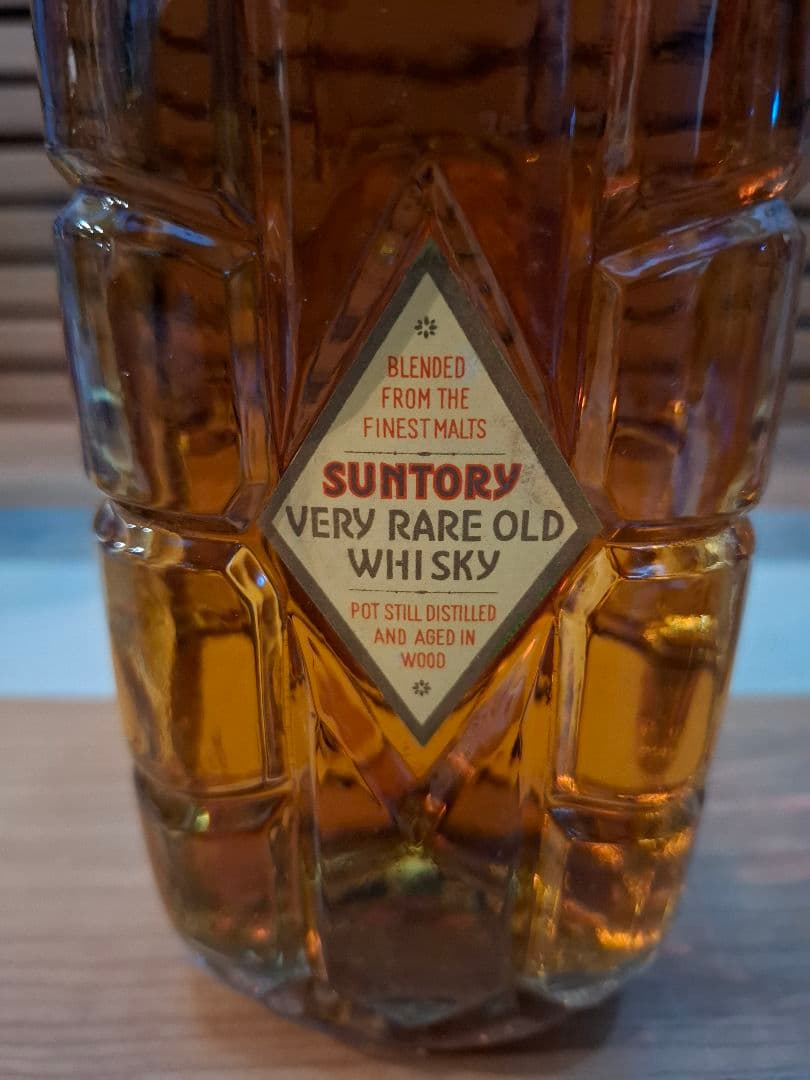 BLENDED
FROM THE
FINEST MALTS
SUNTORY
VERY RARE OLD
WHISKY
POT STILL DISTILLED
AND AGED IN
WOOD